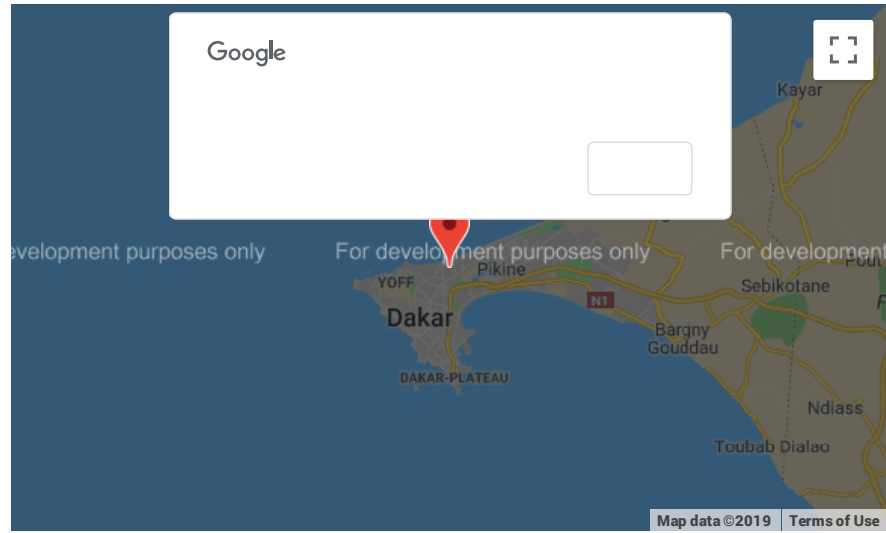 Google
Kayar
evelopment purposes only
For development purposes only
For development
Pikine
YOFF
Sebikotane
N1
Dakar
Bargny
Gouddau
DAKAR-PLATEAU
Ndiass
Toubab Dialao
Map data ©2019
Terms of Use